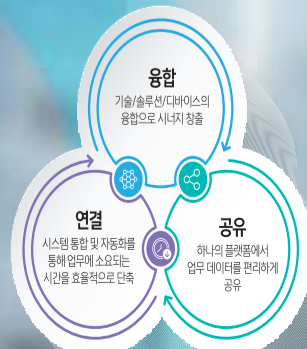 융합
기술/솔루션/디바이스의
융합으로 시너지 창출
연결
시스템 통합 및 자동화를
통해 업무에 소요되는
시간을 효율적으로 단축
공유
하나의 플랫폼에서
업무 데이터를 편리하게
공유